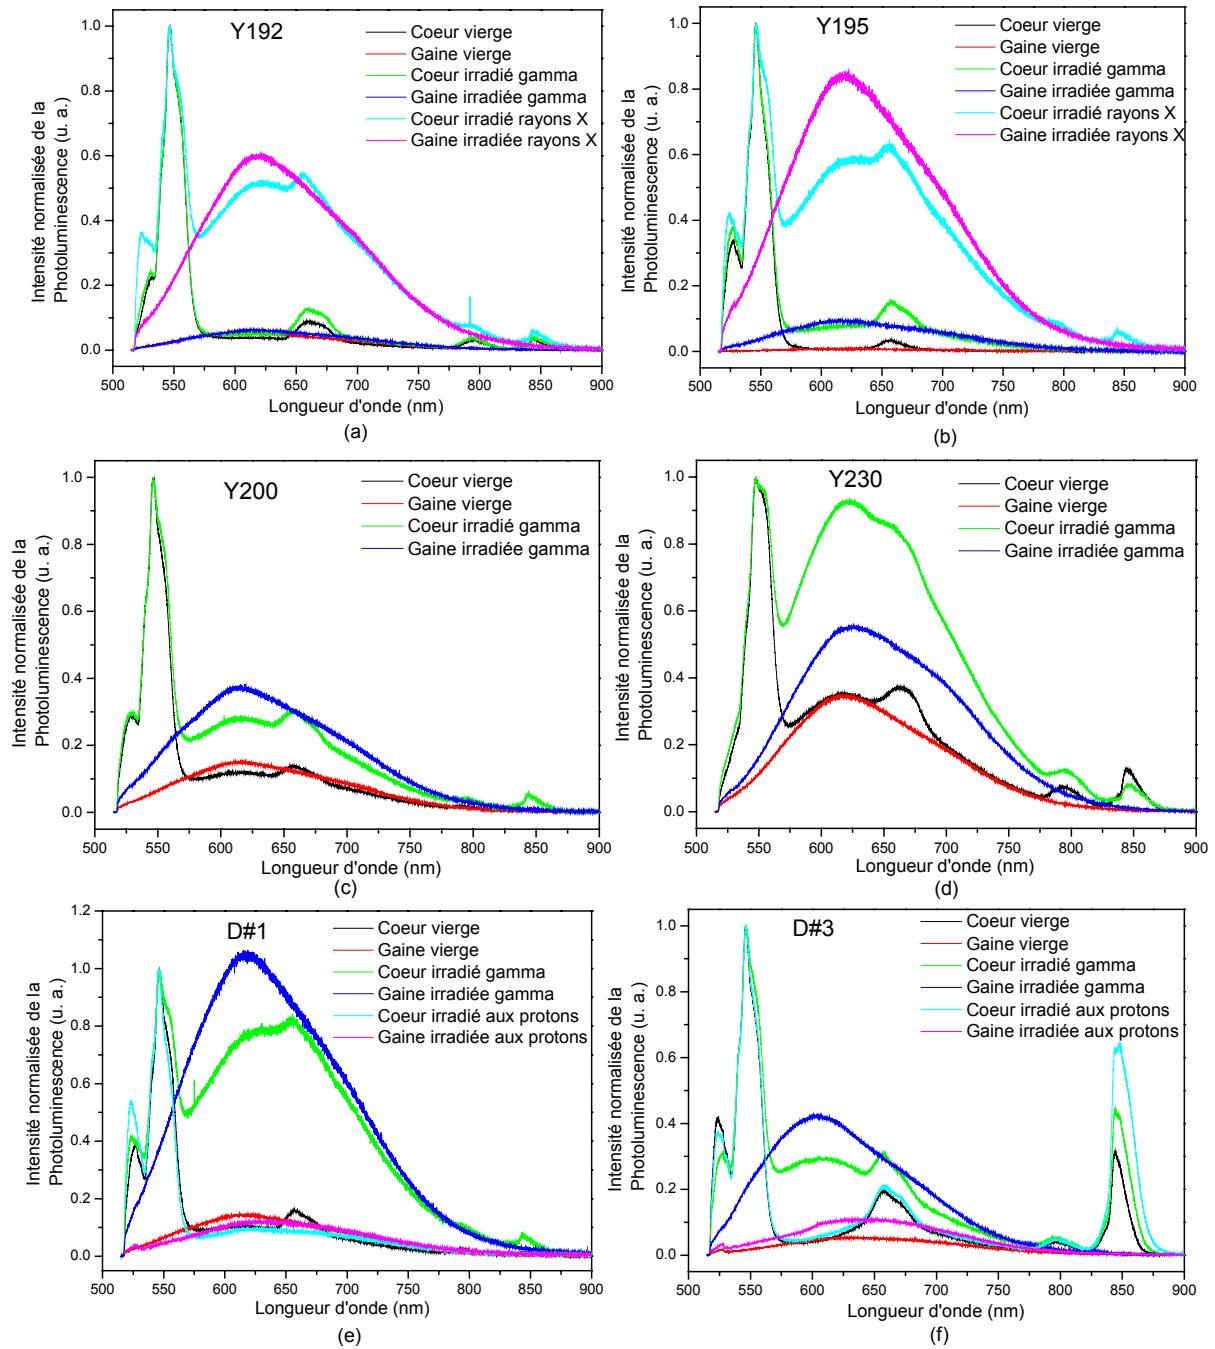 Y192
Coeur vierge
Gaine vierge
Coeur irradié gamma
Gaine irradiée gamma
Coeur irradié rayons X
Gaine irradiée rayons X
Intensité normalisée de la
Photoluminescence (u. a.)
1.0
0.8
0.6
0.4
0.2
0.0
500 550 600 650 700 750 800 850 900
Longueur d'onde (nm)
(a)
Y195
Coeur vierge
Gaine vierge
Coeur irradié gamma
Gaine irradiée gamma
Coeur irradié rayons X
Gaine irradiée rayons X
Intensité normalisée de la
Photoluminescence (u. a.)
1.0
0.8
0.6
0.4
0.2
0.0
500 550 600 650 700 750 800 850 900
Longueur d'onde (nm)
(b)
Y200
Coeur vierge
Gaine vierge
Coeur irradié gamma
Gaine irradiée gamma
Intensité normalisée de la
Photoluminescence (u. a.)
1.0
0.8
0.6
0.4
0.2
0.0
500 550 600 650 700 750 800 850 900
Longueur d'onde (nm)
(c)
Y230
Coeur vierge
Gaine vierge
Coeur irradié gamma
Gaine irradiée gamma
Intensité normalisée de la
Photoluminescence (u. a.)
1.0
0.8
0.6
0.4
0.2
0.0
500 550 600 650 700 750 800 850 900
Longueur d'onde (nm)
(d)
D#1
Coeur vierge
Gaine vierge
Coeur irradié gamma
Gaine irradiée gamma
Coeur irradié aux protons
Gaine irradiée aux protons
Intensité normalisée de la
Photoluminescence (u. a.)
1.2
1.0
0.8
0.6
0.4
0.2
0.0
500 550 600 650 700 750 800 850 900
Longueur d'onde (nm)
(e)
D#3
Coeur vierge
Gaine vierge
Coeur irradié gamma
Gaine irradiée gamma
Coeur irradié aux protons
Gaine irradiée aux protons
Intensité normalisée de la
Photoluminescence (u. a.)
1.0
0.8
0.6
0.4
0.2
0.0
500 550 600 650 700 750 800 850 900
Longueur d'onde (nm)
(f)